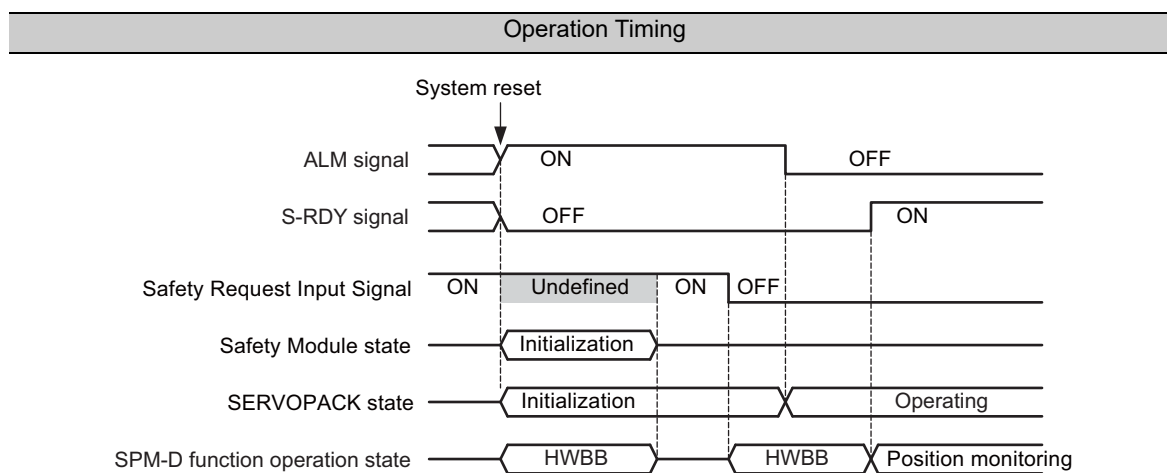 Operation Timing
System reset
ALM signal ON OFF
S-RDY signal OFF ON
Safety Request Input Signal ON Undefined ON OFF
Safety Module state Initialization
SERVOPACK state Initialization Operating
SPM-D function operation state HWBB HWBB Position monitoring